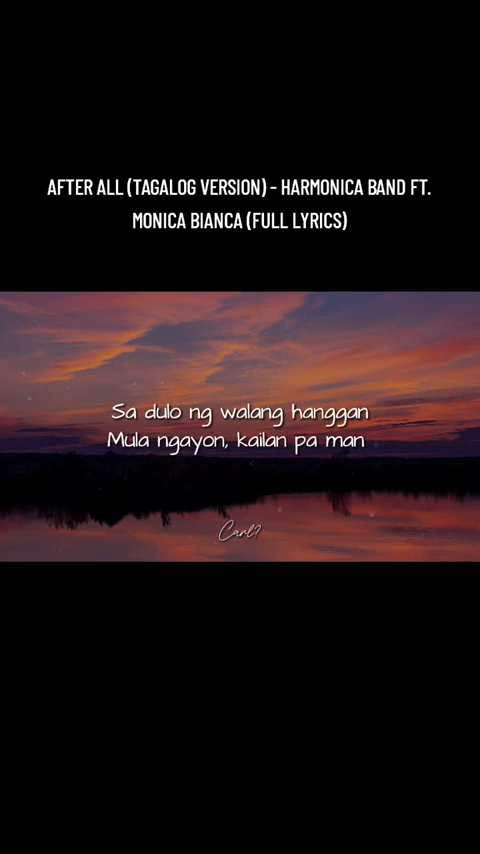 AFTER ALL (TAGALOG VERSION) - HARMONICA BAND FT.
MONICA BIANCA (FULL LYRICS)
Sa dulo ng walang hanggan
Mula ngayon, kailan pa man